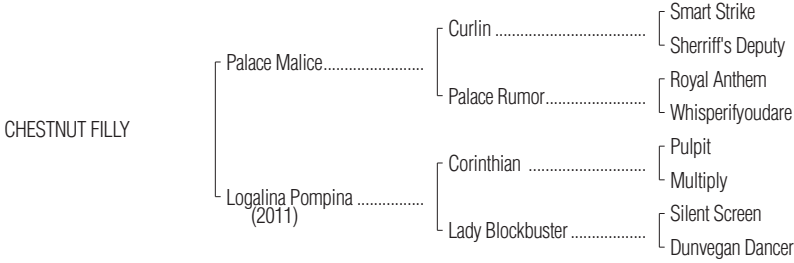 Smart Strike
Curlin ....................................
Sherriff's Deputy
Palace Malice........................
Royal Anthem
Palace Rumor........................
Whisperifyoudare
CHESTNUT FILLY
Pulpit
Corinthian ............................
Multiply
Logalina Pompina ................
(2011)
Silent Screen
Lady Blockbuster..................
Dunvegan Dancer